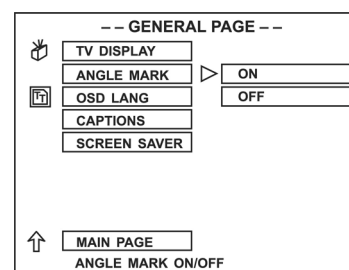 – – GENERAL PAGE – –
TV DISPLAY
ANGLE MARK ON
OSD LANG OFF
CAPTIONS
SCREEN SAVER
MAIN PAGE
ANGLE MARK ON/OFF